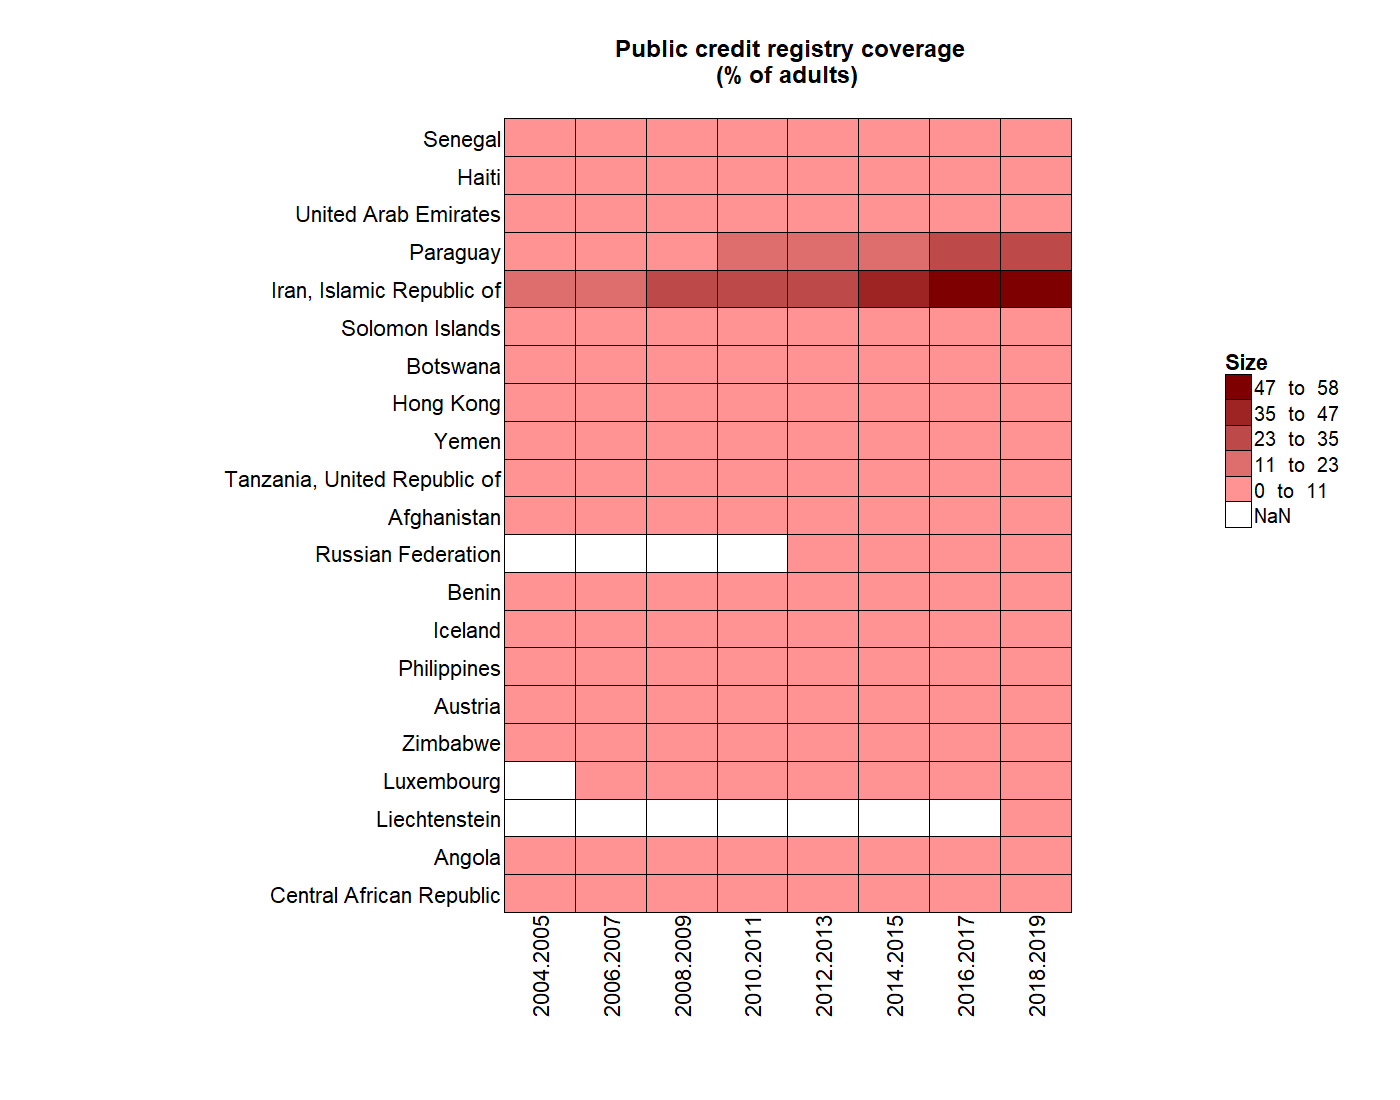 Public credit registry coverage
(% of adults)
Senegal
Haiti
United Arab Emirates
Paraguay
Iran, Islamic Republic of
Solomon Islands
Botswana
Hong Kong
Yemen
Tanzania, United Republic of
Afghanistan
Russian Federation
Benin
Iceland
Philippines
Austria
Zimbabwe
Luxembourg
Liechtenstein
Angola
Central African Republic
2004.2005
2006.2007
2008.2009
2010.2011
2012.2013
2014.2015
2016.2017
2018.2019
Size
47 to 58
35 to 47
23 to 35
11 to 23
0 to 11
NaN